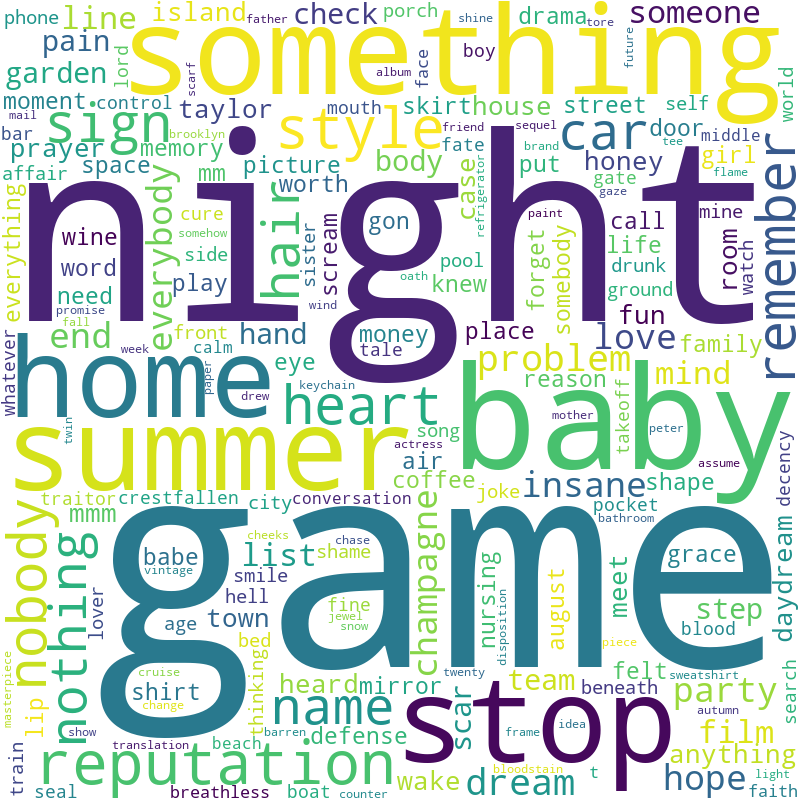 phone line island father check porch shine drama tore someone
pain lord something future
garden scarf album face boy world
moment control taylor mouth skirt house street self
mail sign style car
bar brooklyn friend sequel door middle
prayer memory fate brand tee
affair space mm picture body case put honey girl
night gate flame
everything cure worth refrigerator gaze remember
everybody hair gon paint call mine
wine somehow sister scream life room
word side pool drunk watch
need play oath knew forget somebody ground
promise wind fun
fall front hand money place love
end calm tale family
whatever week eye problem
home paper keychain heart reason mind
drew takeoff
summer twin song mother baby peter
actress air assume
coffee insane shape decency
traitor crestfallen city conversation joke pocket
nobody mmm champagne bathroom
nothing cheeks chase
babe list shame game grace
vintage smile nursing meet daydream
lover hell fine august step
age town jewel snow disposition blood
bed thinking piece
masterpiece cruise heard mirror twenty team felt sweatshirt
lip shirt change beneath party search
name scar stop autumn
show barren defense frame idea film
translation beach
train reputation bloodstain anything
seal breathless boat counter wake dream t hope light faith